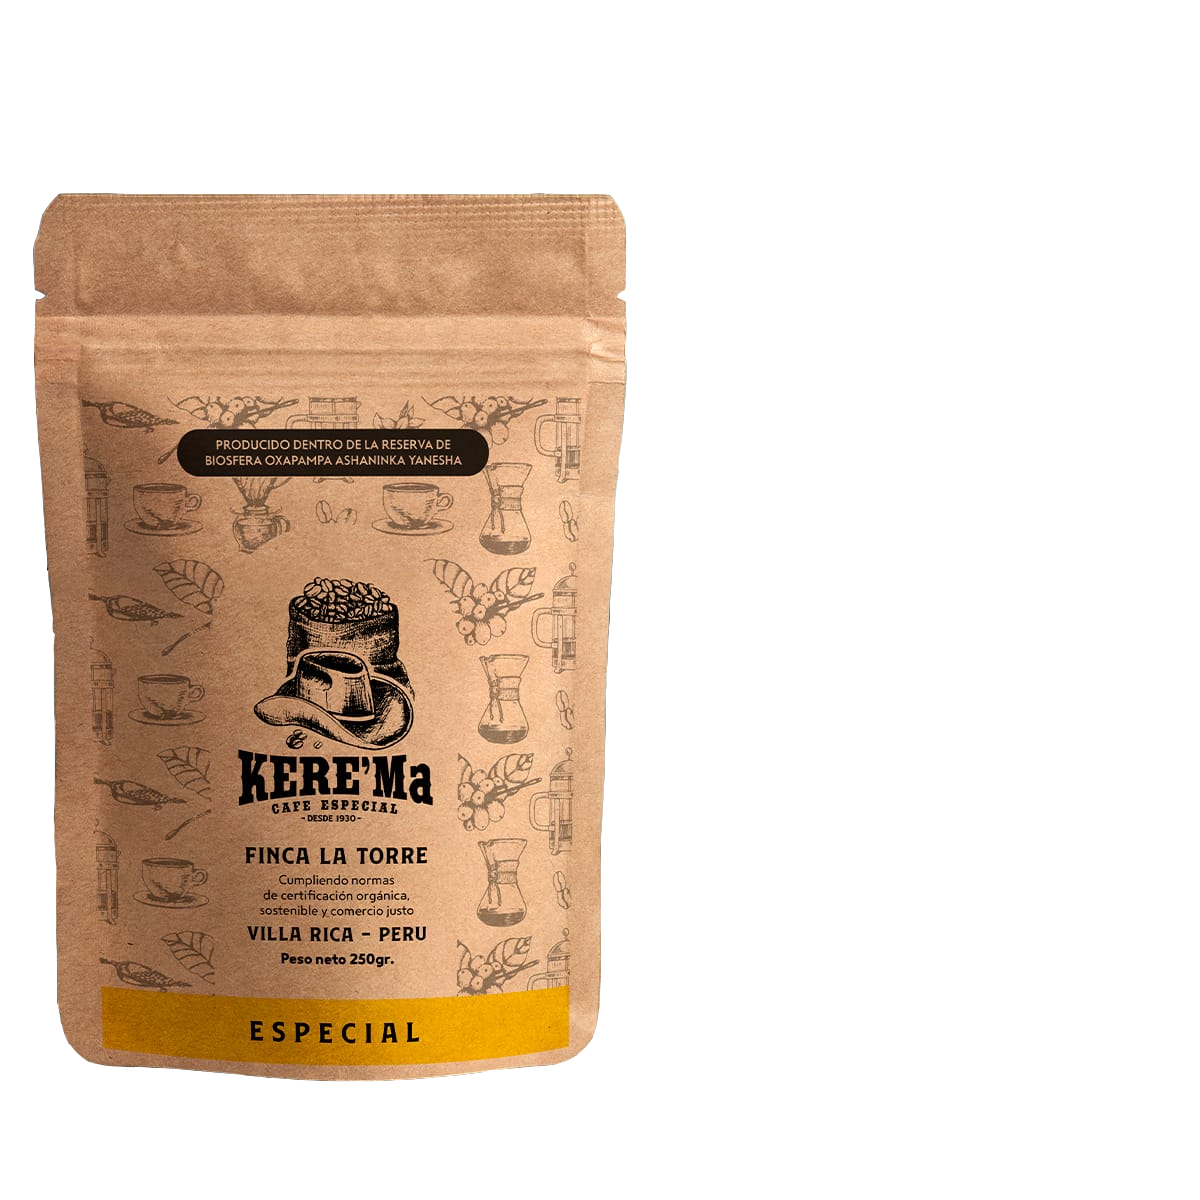 PRODUCIDO DENTRO DE LA RESERVA DE
BIOSFERA OXAPAMPA ASHANINKA YANESHA
KERE'Ma
CAFE ESPECIAL
- DESDE 1930 -
FINCA LA TORRE
Cumpliendo normas
de certificación orgánica,
sostenible y comercio justo
VILLA RICA - PERU
Peso neto 250gr.
ESPECIAL